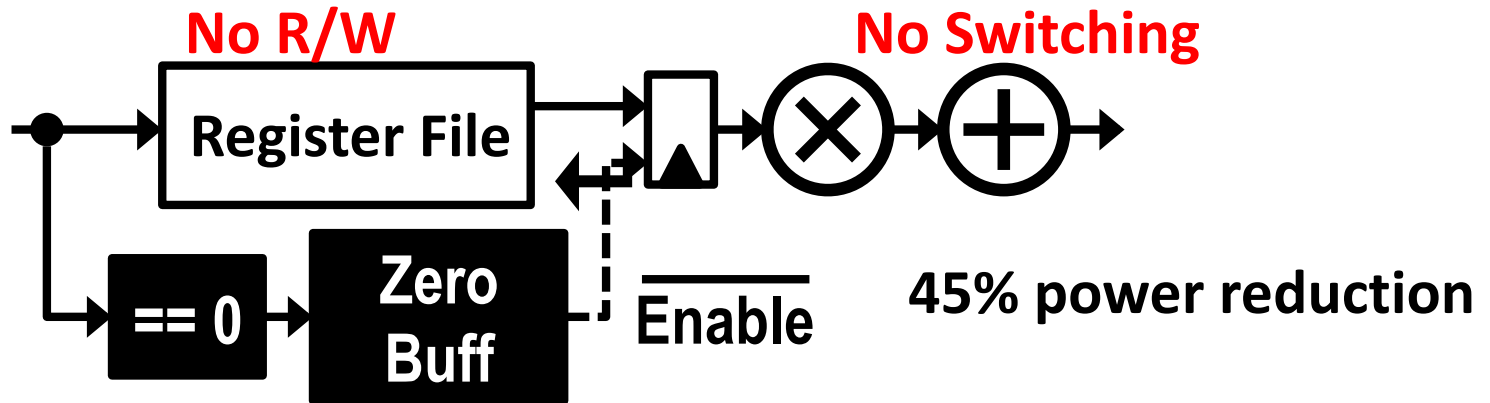 No R/W
No Switching
Register File
== 0
Zero
Buff
Enable
45% power reduction